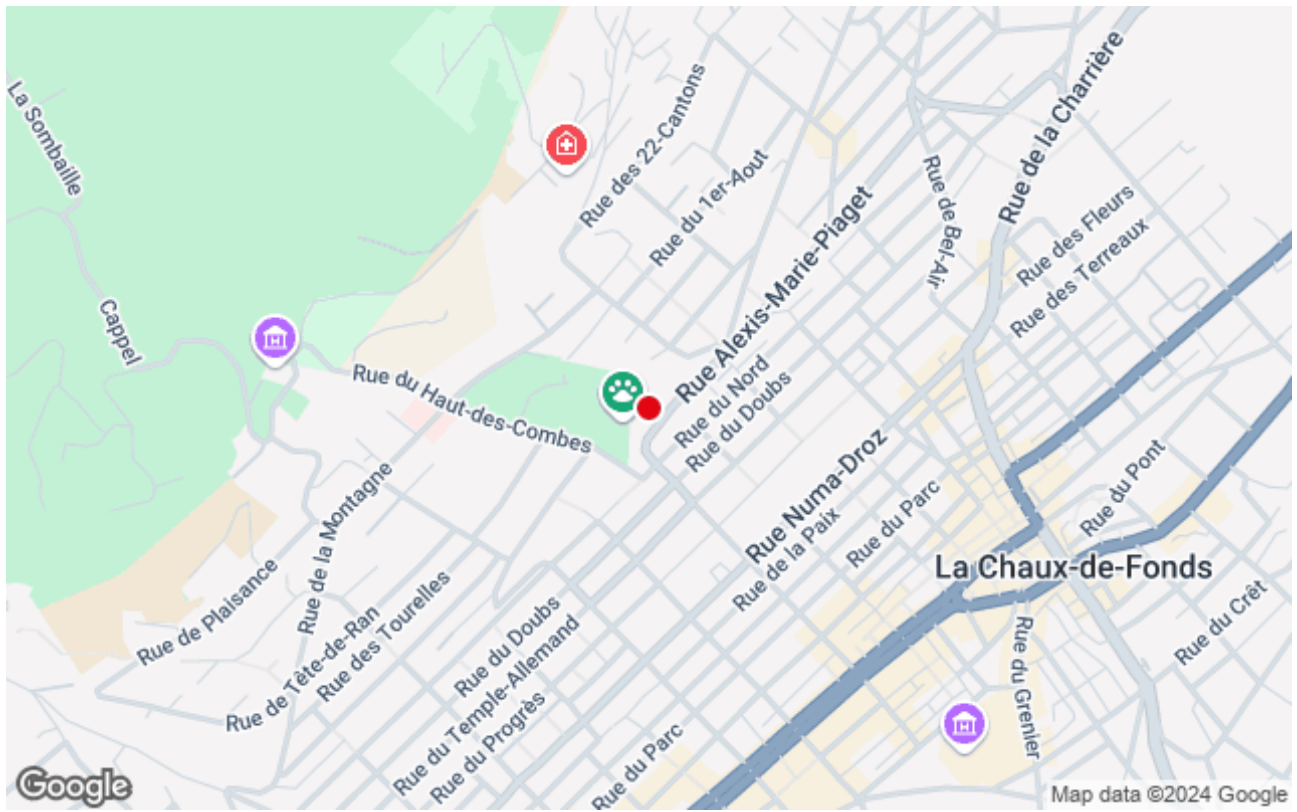 La Sombaille
Cappel
Rue des 22-Cantons
Rue du 1er-Aout
Rue Alexis-Marie-Piaget
Rue de Bel-Air
Rue de la Charrière
Rue des Fleurs
Rue des Terreaux
Rue du Haut-des-Combes
Rue du Nord
Rue du Doubs
Rue Numa-Droz
Rue de la Paix
Rue du Parc
Rue du Pont
La Chaux-de-Fonds
Rue de la Montagne
Rue de Plaisance
Rue de Tête-de-Ran
Rue des Tourelles
Rue du Doubs
Rue du Temple-Allemand
Rue du Progrès
Rue du Parc
Rue du Grenier
Rue du Crêt
H
H
Google
Map data ©2024 Google